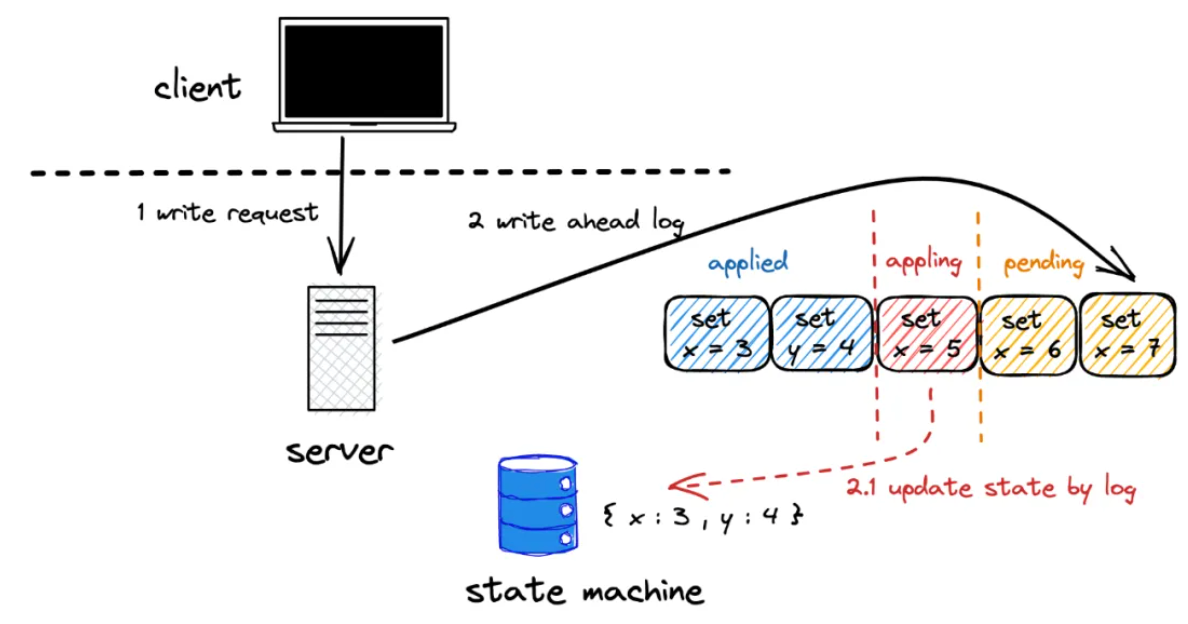 client
1 write request
2 write ahead log
applied
appling
pending
set
x = 3
set
y = 4
set
x = 5
set
x = 6
set
x = 7
server
2.1 update state by log
{ x : 3 , y : 4 }
state machine